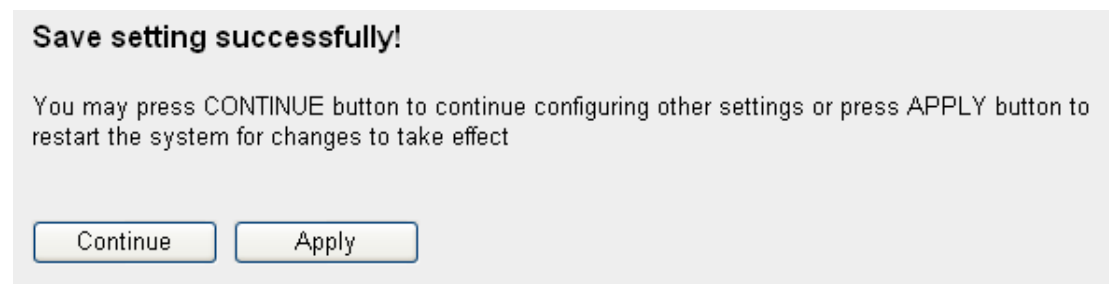 Save setting successfully!
You may press CONTINUE button to continue configuring other settings or press APPLY button to
restart the system for changes to take effect
Continue Apply